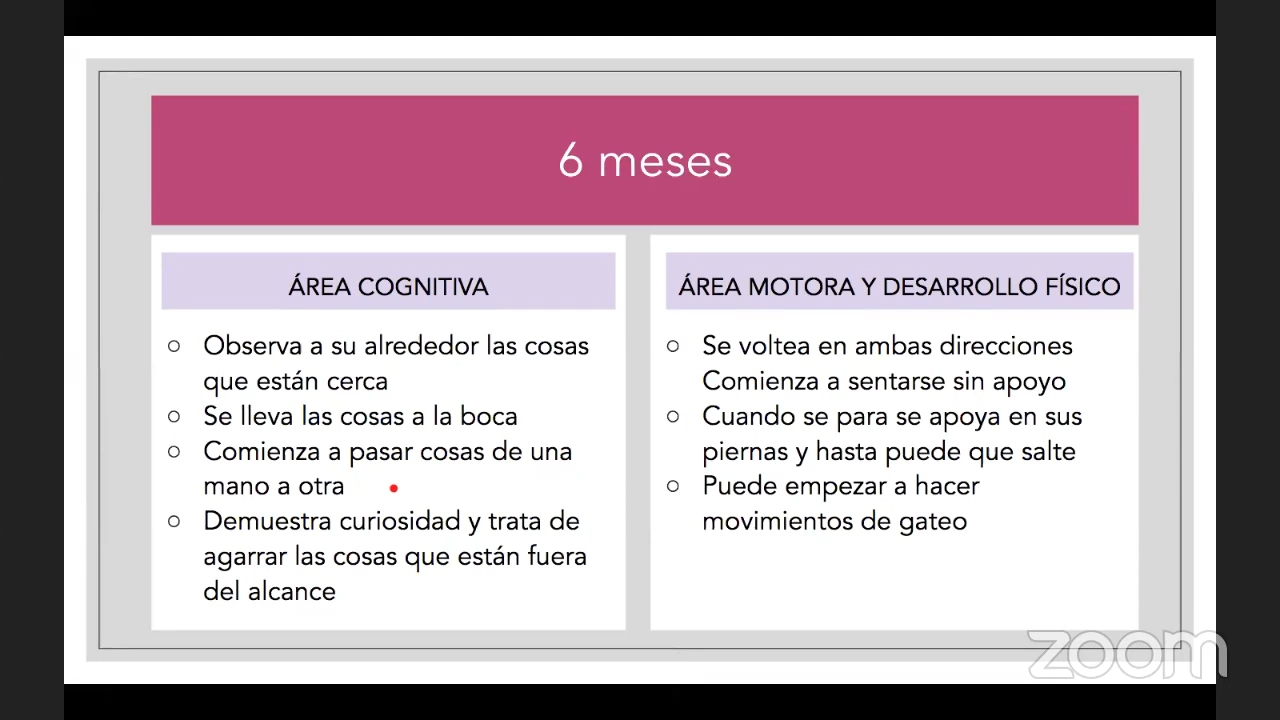 6 meses
ÁREA COGNITIVA
Observa a su alrededor las cosas
que están cerca
Se lleva las cosas a la boca
Comienza a pasar cosas de una
mano a otra
Demuestra curiosidad y trata de
agarrar las cosas que están fuera
del alcance
ÁREA MOTORA Y DESARROLLO FÍSICO
Se voltea en ambas direcciones
Comienza a sentarse sin apoyo
Cuando se para se apoya en sus
piernas y hasta puede que salte
Puede empezar a hacer
movimientos de gateo
zoom